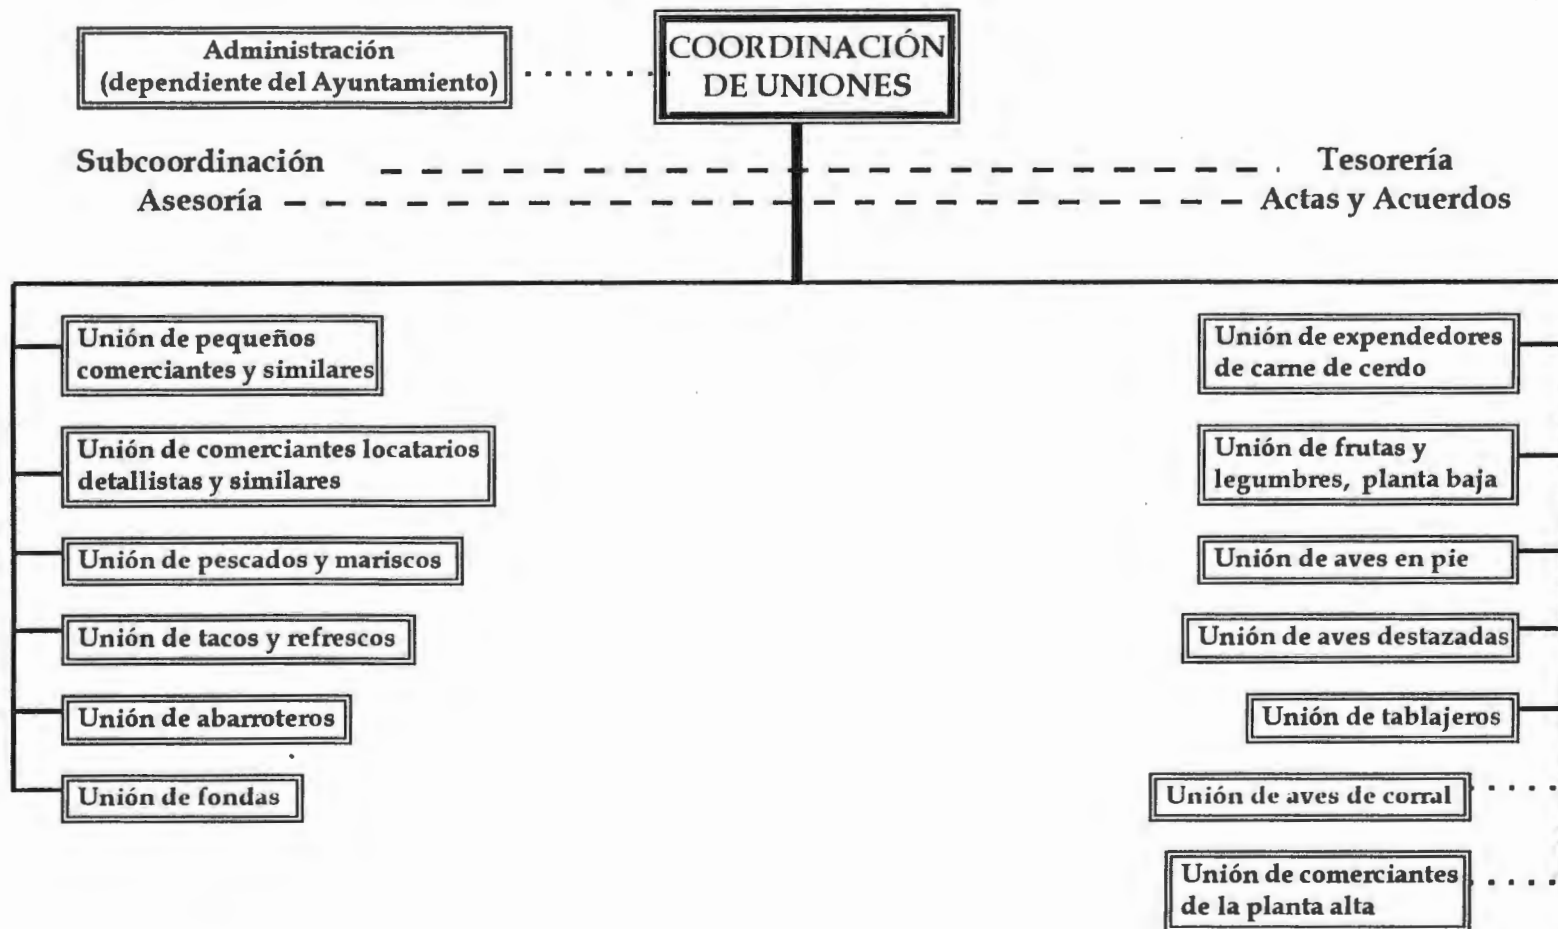 Administración
(dependiente del Ayuntamiento)
COORDINACIÓN
DE UNIONES
Subcoordinación
Asesoría
Tesorería
Actas y Acuerdos
Unión de pequeños
comerciantes y similares
Unión de comerciantes locatarios
detallistas y similares
Unión de pescados y mariscos
Unión de tacos y refrescos
Unión de abarroteros
Unión de fondas
Unión de expendedores
de carne de cerdo
Unión de frutas y
legumbres, planta baja
Unión de aves en pie
Unión de aves destazadas
Unión de tablajeros
Unión de aves de corral
Unión de comerciantes
de la planta alta